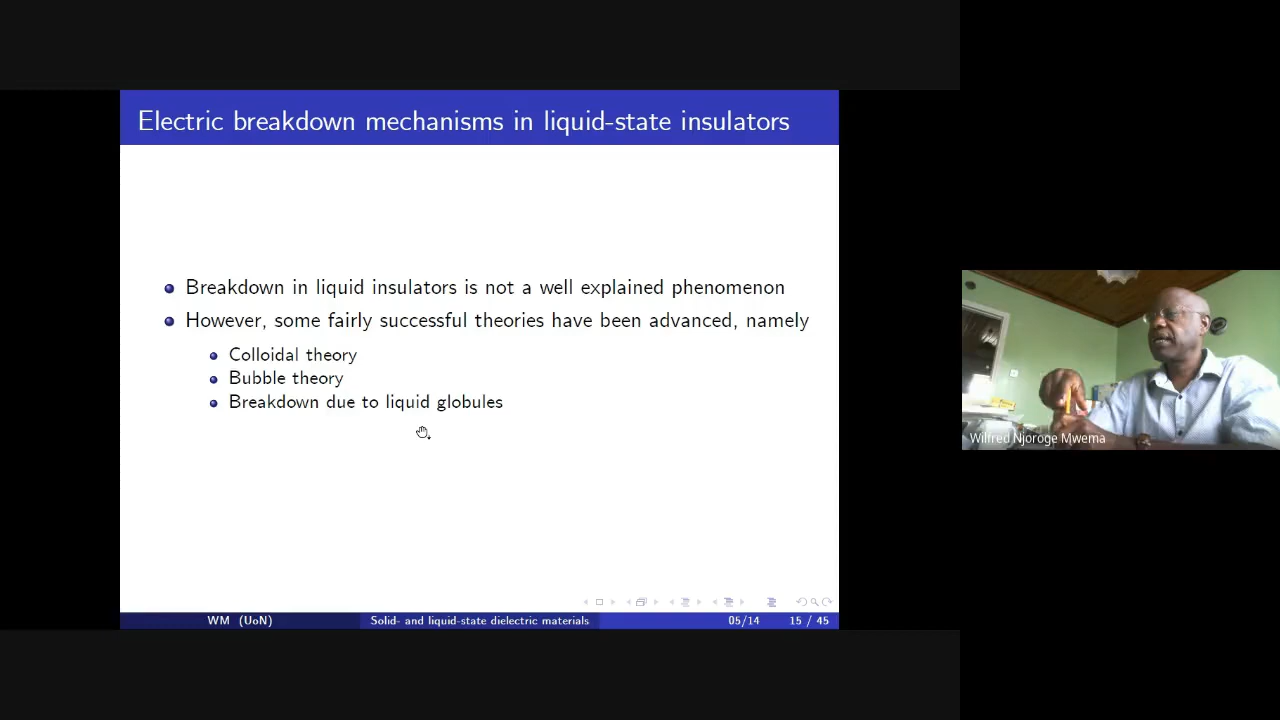 Electric breakdown mechanisms in liquid-state insulators
Breakdown in liquid insulators is not a well explained phenomenon
However, some fairly successful theories have been advanced, namely
Colloidal theory
Bubble theory
Breakdown due to liquid globules
WM (UoN)
Solid- and liquid-state dielectric materials
05/14
15 / 45
Wilfred Njoroge Mwema